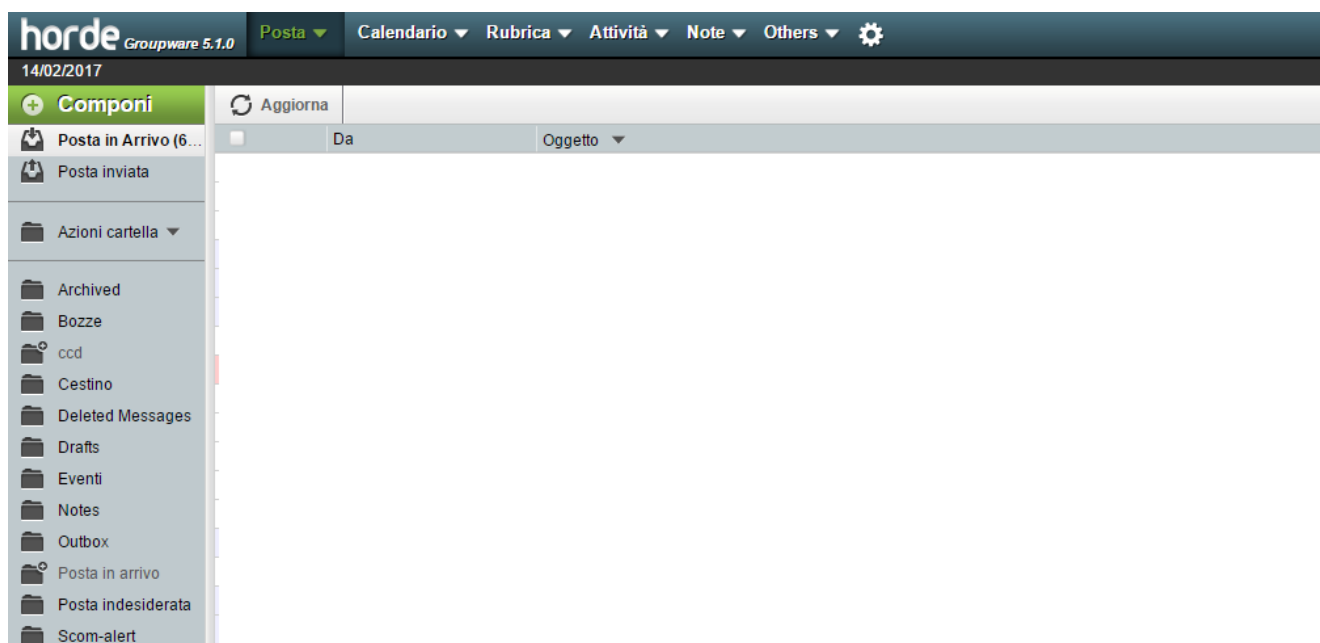 horde Groupware 5.1.0 Posta Calendario Rubrica Attività Note Others
14/02/2017
Componi Aggiorna
Posta in Arrivo (6... Da Oggetto
Posta inviata
Azioni cartella
Archived
Bozze
ccd
Cestino
Deleted Messages
Drafts
Eventi
Notes
Outbox
Posta in arrivo
Posta indesiderata
Scom-alert